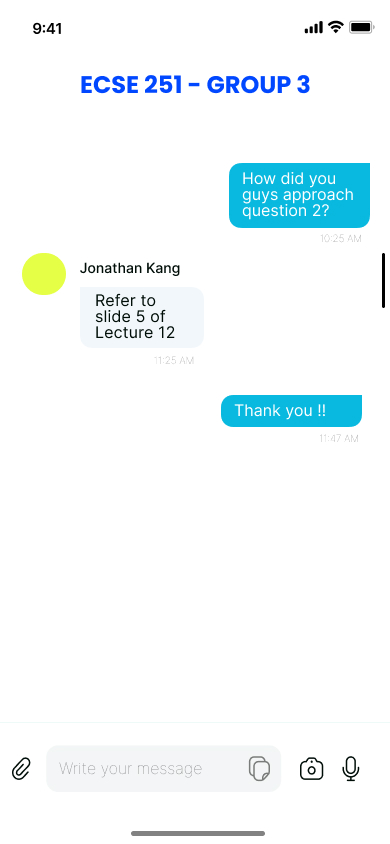 9:41
ECSE 251 - GROUP 3
How did you
guys approach
question 2?
10:25 AM
Jonathan Kang
Refer to
slide 5 of
Lecture 12
11:25 AM
Thank you !!
11:47 AM
Write your message